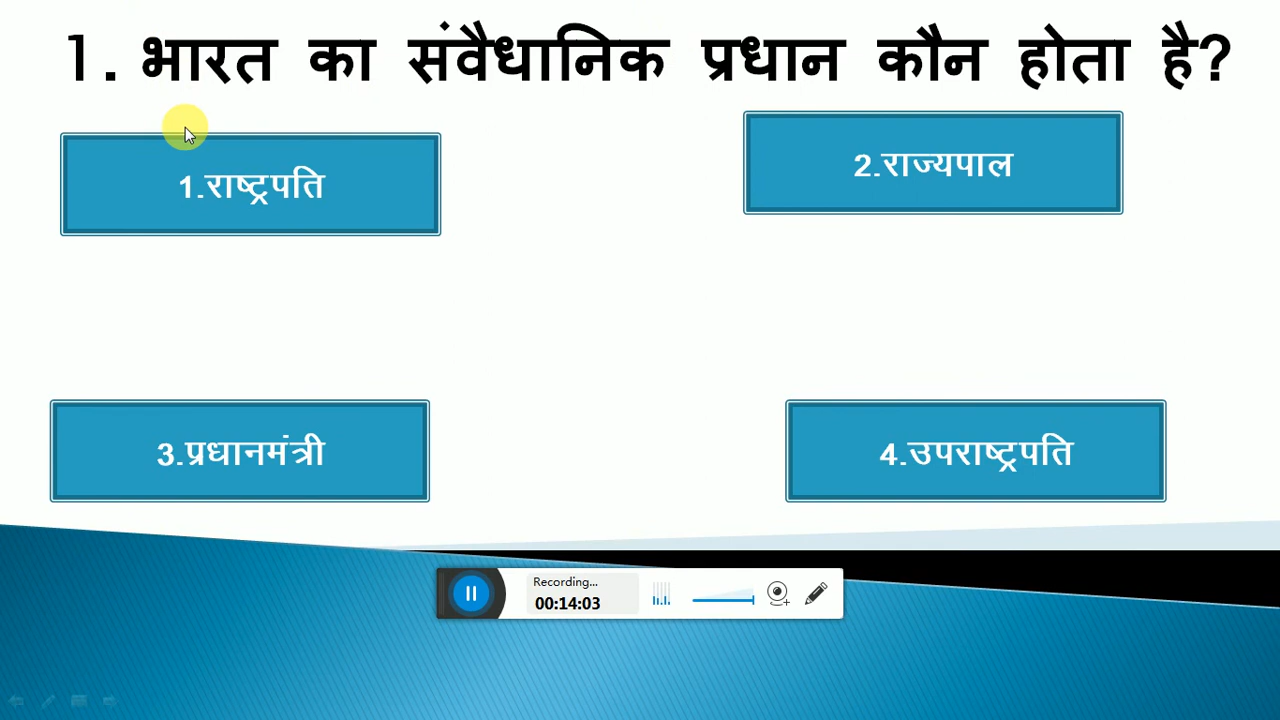 1. भारत का संवैधानिक प्रधान कौन होता है?
1.राष्ट्रपति
2.राज्यपाल
3.प्रधानमंत्री
4.उपराष्ट्रपति
Recording...
00:14:03